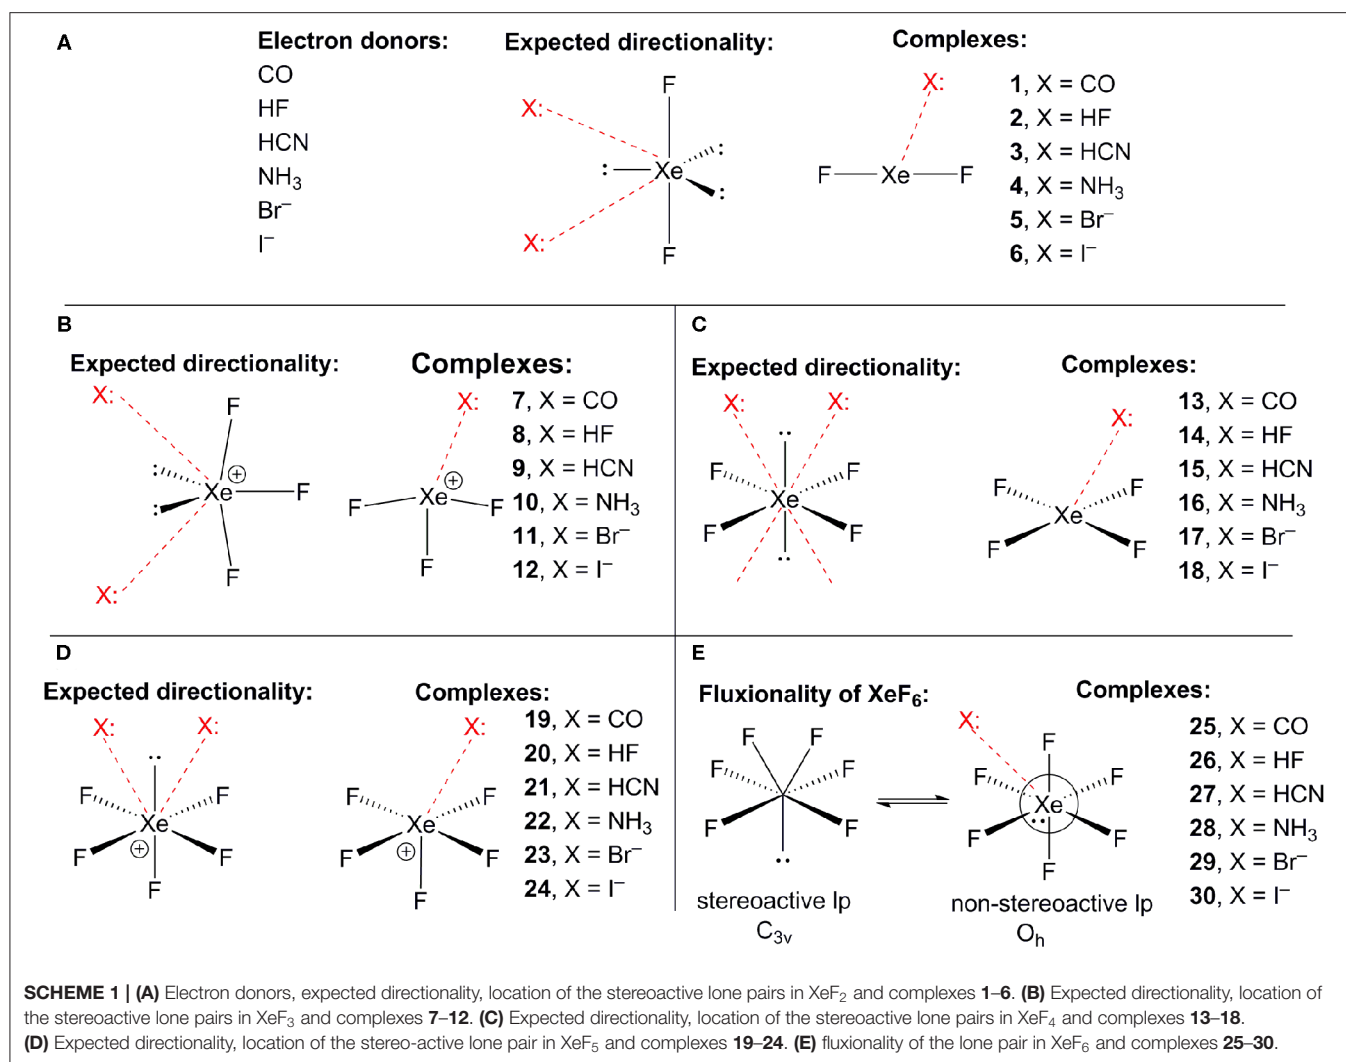 A
Electron donors:
CO
HF
HCN
NH₃
Br⁻
I⁻
Expected directionality:
F
X:
:
Xe
:
:
X:
F
Complexes:
X:
F Xe F
1, X = CO
2, X = HF
3, X = HCN
4, X = NH₃
5, X = Br⁻
6, X = I⁻
B
Expected directionality:
X:
F
:
Xe ⊕ F
:
X:
F
Complexes:
X:
Xe ⊕
F F
F
7, X = CO
8, X = HF
9, X = HCN
10, X = NH₃
11, X = Br⁻
12, X = I⁻
C
Expected directionality:
X: X:
:
F F
Xe
F F
:
Complexes:
X:
F F
Xe
F F
13, X = CO
14, X = HF
15, X = HCN
16, X = NH₃
17, X = Br⁻
18, X = I⁻
D
Expected directionality:
X: X:
:
F F
Xe
⊕
F F
F
Complexes:
X:
F F
Xe
⊕
F F
F
19, X = CO
20, X = HF
21, X = HCN
22, X = NH₃
23, X = Br⁻
24, X = I⁻
E
Fluxionality of XeF₆:
F F
F F
F F
:
stereoactive lp
C₃ᵥ
Complexes:
X:
F
F F
Xe
:
F F
F
non-stereoactive lp
Oₕ
25, X = CO
26, X = HF
27, X = HCN
28, X = NH₃
29, X = Br⁻
30, X = I⁻
SCHEME 1 | (A) Electron donors, expected directionality, location of the stereoactive lone pairs in XeF₂ and complexes 1–6. (B) Expected directionality, location of
the stereoactive lone pairs in XeF₃ and complexes 7–12. (C) Expected directionality, location of the stereoactive lone pairs in XeF₄ and complexes 13–18.
(D) Expected directionality, location of the stereo-active lone pair in XeF₅ and complexes 19–24. (E) fluxionality of the lone pair in XeF₆ and complexes 25–30.